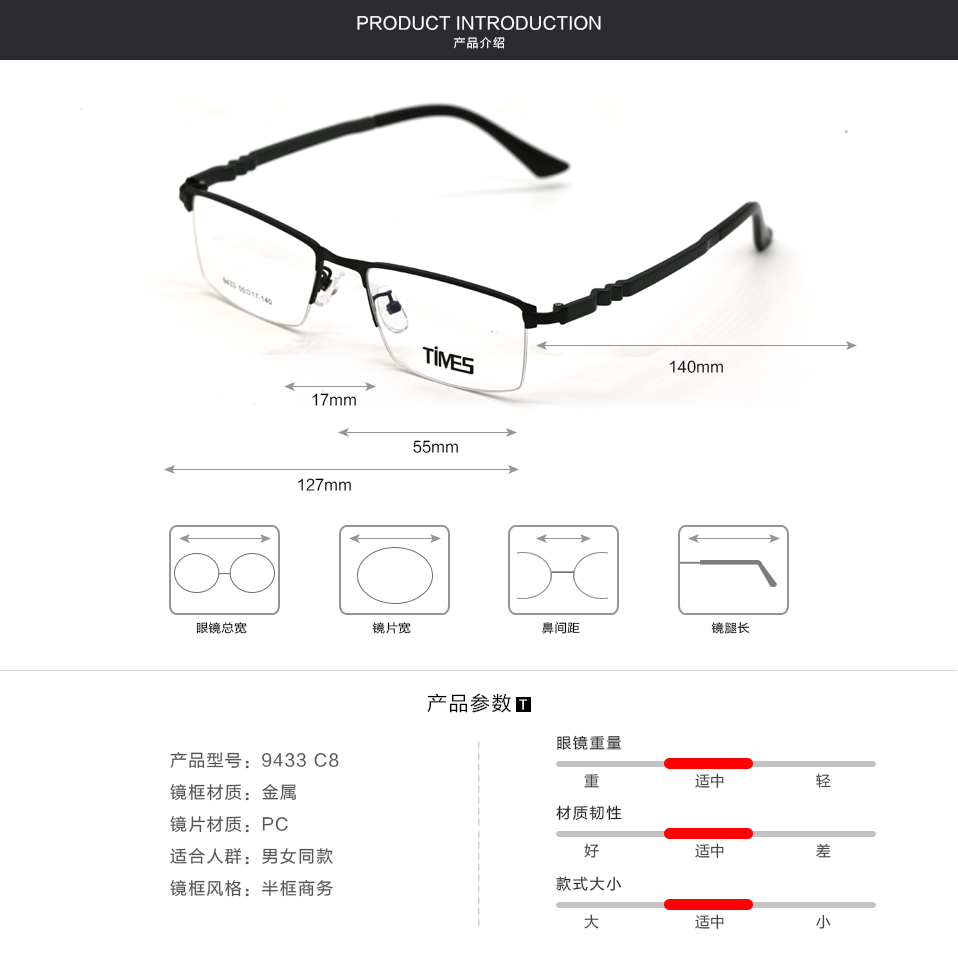 PRODUCT INTRODUCTION
产品介绍
9433 55□17-140
TIMES
140mm
17mm
55mm
127mm
眼镜总宽
镜片宽
鼻间距
镜腿长
产品参数 T
产品型号：9433 C8
镜框材质：金属
镜片材质：PC
适合人群：男女同款
镜框风格：半框商务
眼镜重量
重 适中 轻
材质韧性
好 适中 差
款式大小
大 适中 小